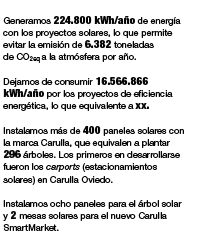 Generamos 224.800 kWh/año de energía
con los proyectos solares, lo que permite
evitar la emisión de 6.382 toneladas
de CO₂eq a la atmósfera por año.
Dejamos de consumir 16.566.866
kWh/año por los proyectos de eficiencia
energética, lo que equivalente a xx.
Instalamos más de 400 paneles solares con
la marca Carulla, que equivalen a plantar
296 árboles. Los primeros en desarrollarse
fueron los carports (estacionamientos
solares) en Carulla Oviedo.
Instalamos ocho paneles para el árbol solar
y 2 mesas solares para el nuevo Carulla
SmartMarket.